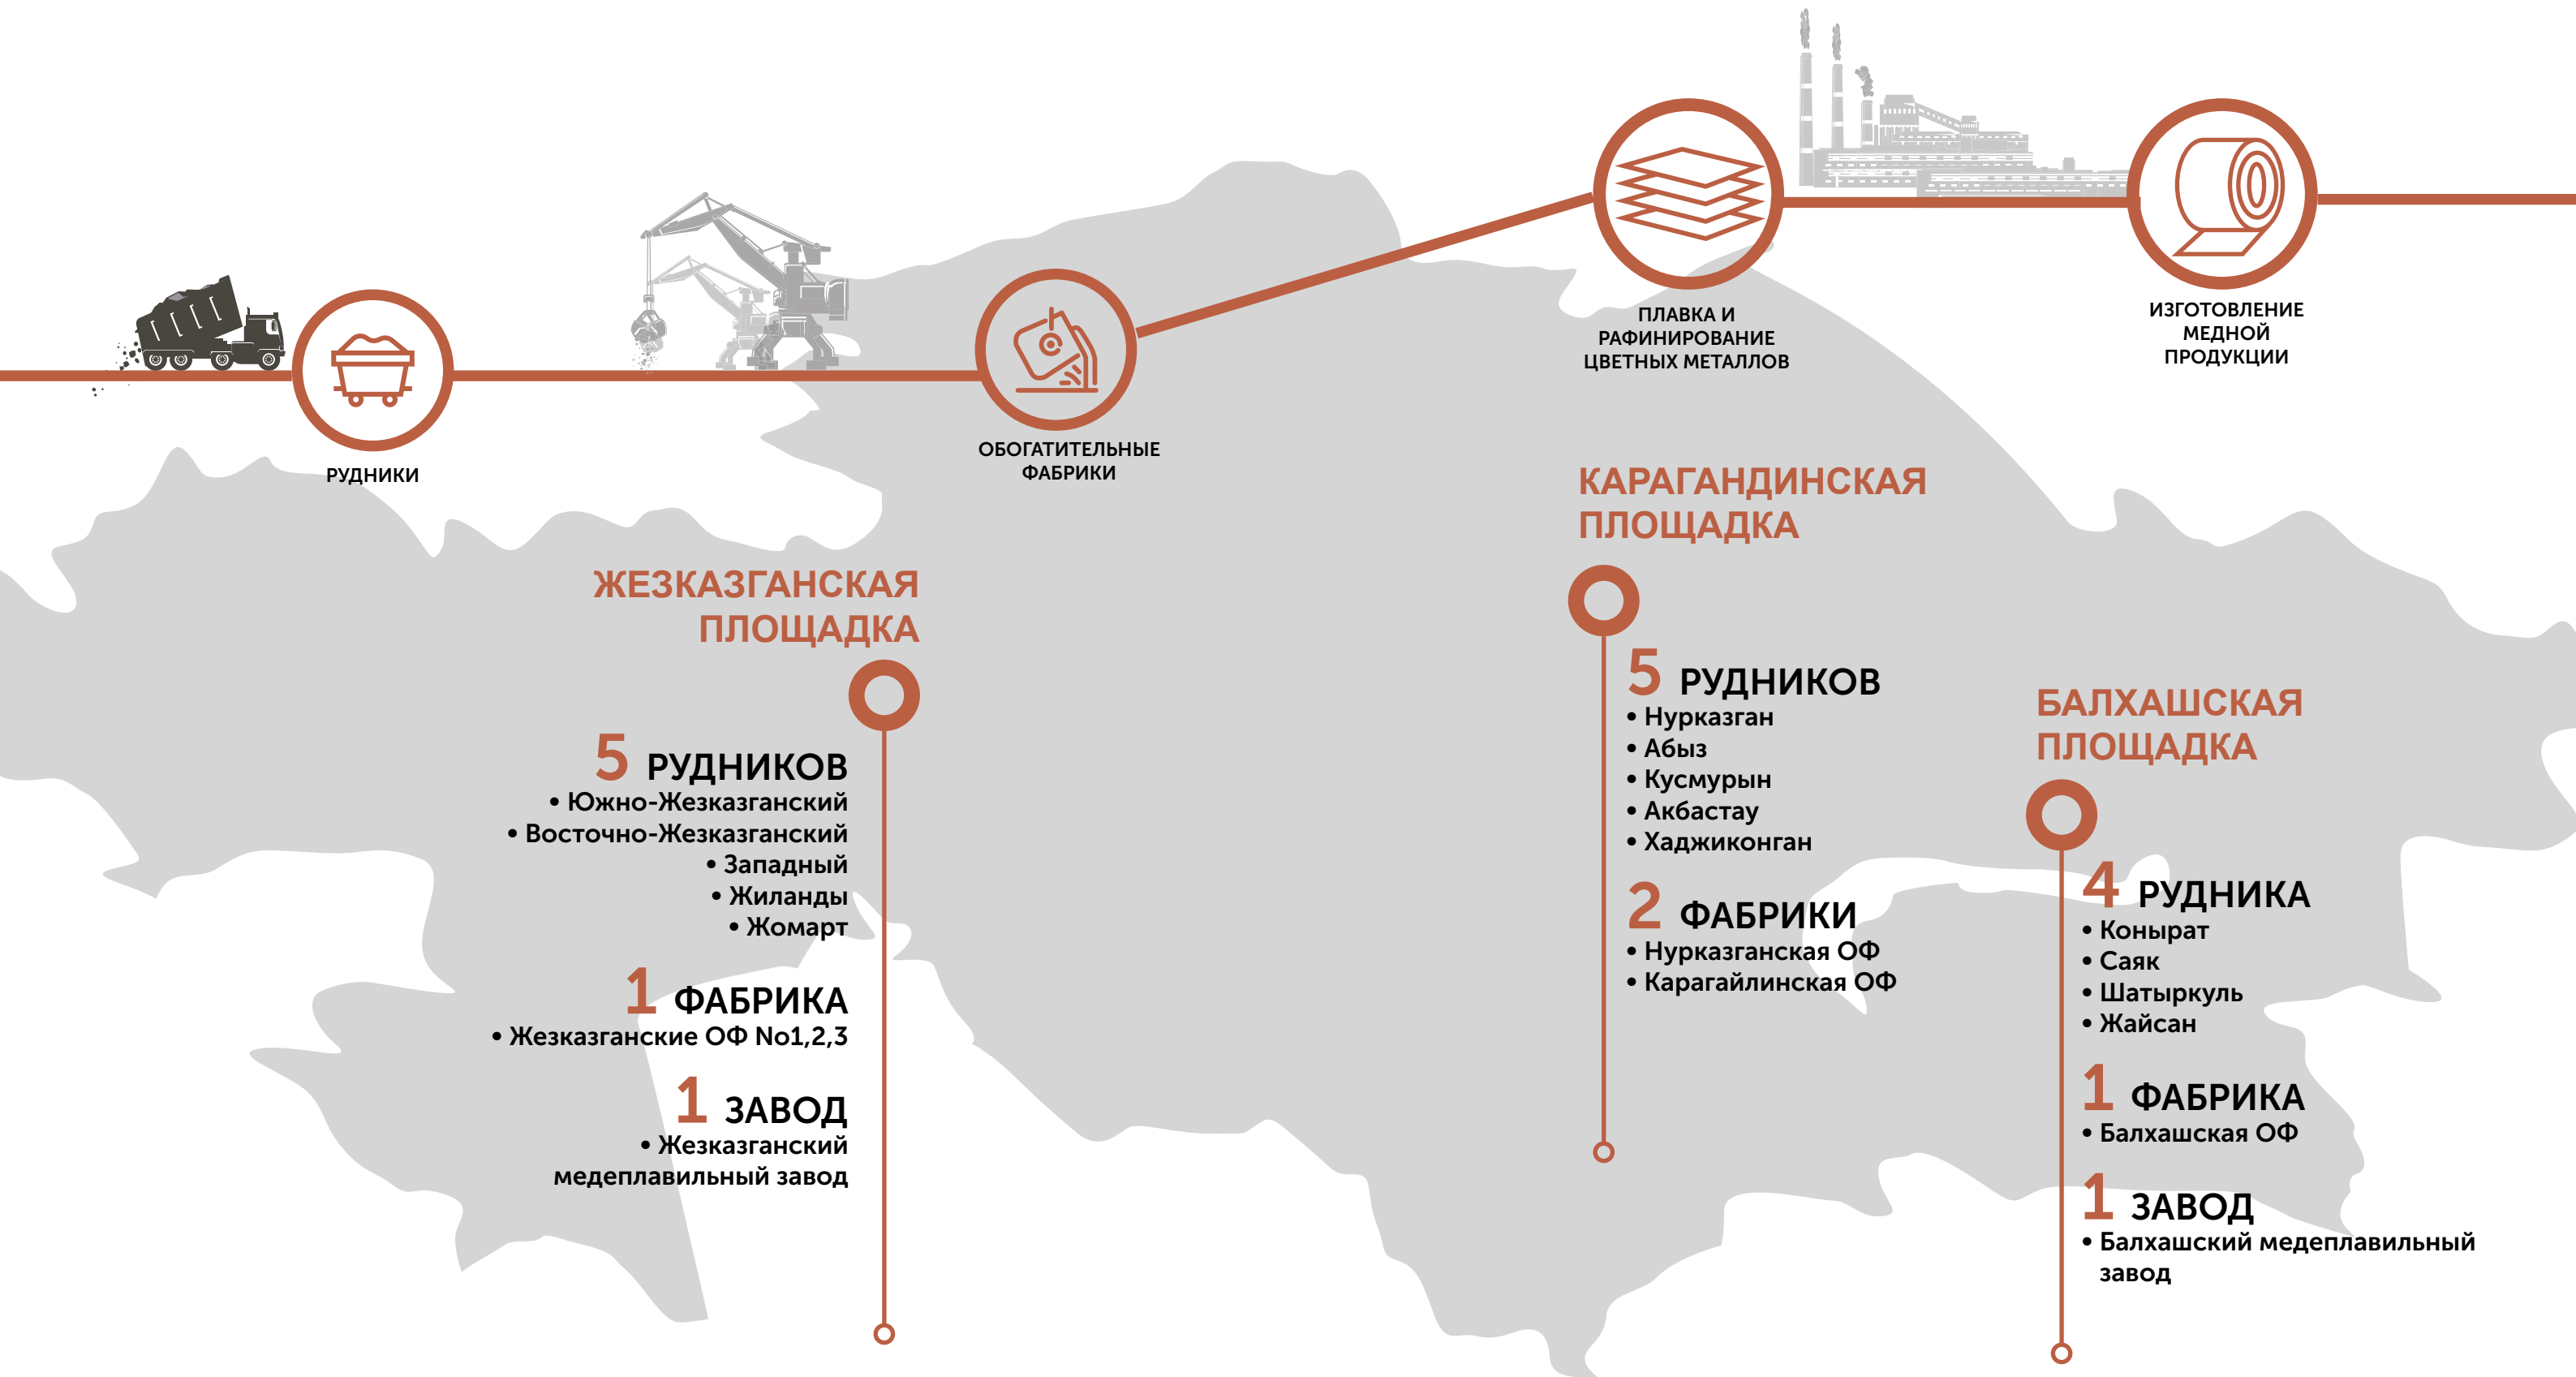 РУДНИКИ
ОБОГАТИТЕЛЬНЫЕ
ФАБРИКИ
ПЛАВКА И
РАФИНИРОВАНИЕ
ЦВЕТНЫХ МЕТАЛЛОВ
ИЗГОТОВЛЕНИЕ
МЕДНОЙ
ПРОДУКЦИИ
ЖЕЗКАЗГАНСКАЯ
ПЛОЩАДКА
5 РУДНИКОВ
• Южно-Жезказганский
• Восточно-Жезказганский
• Западный
• Жиланды
• Жомарт
1 ФАБРИКА
• Жезказганские ОФ No1,2,3
1 ЗАВОД
• Жезказганский
медеплавильный завод
КАРАГАНДИНСКАЯ
ПЛОЩАДКА
5 РУДНИКОВ
• Нурказган
• Абыз
• Кусмурын
• Акбастау
• Хаджиконган
2 ФАБРИКИ
• Нурказганская ОФ
• Карагайлинская ОФ
БАЛХАШСКАЯ
ПЛОЩАДКА
4 РУДНИКА
• Конырат
• Саяк
• Шатыркуль
• Жайсан
1 ФАБРИКА
• Балхашская ОФ
1 ЗАВОД
• Балхашский медеплавильный
завод